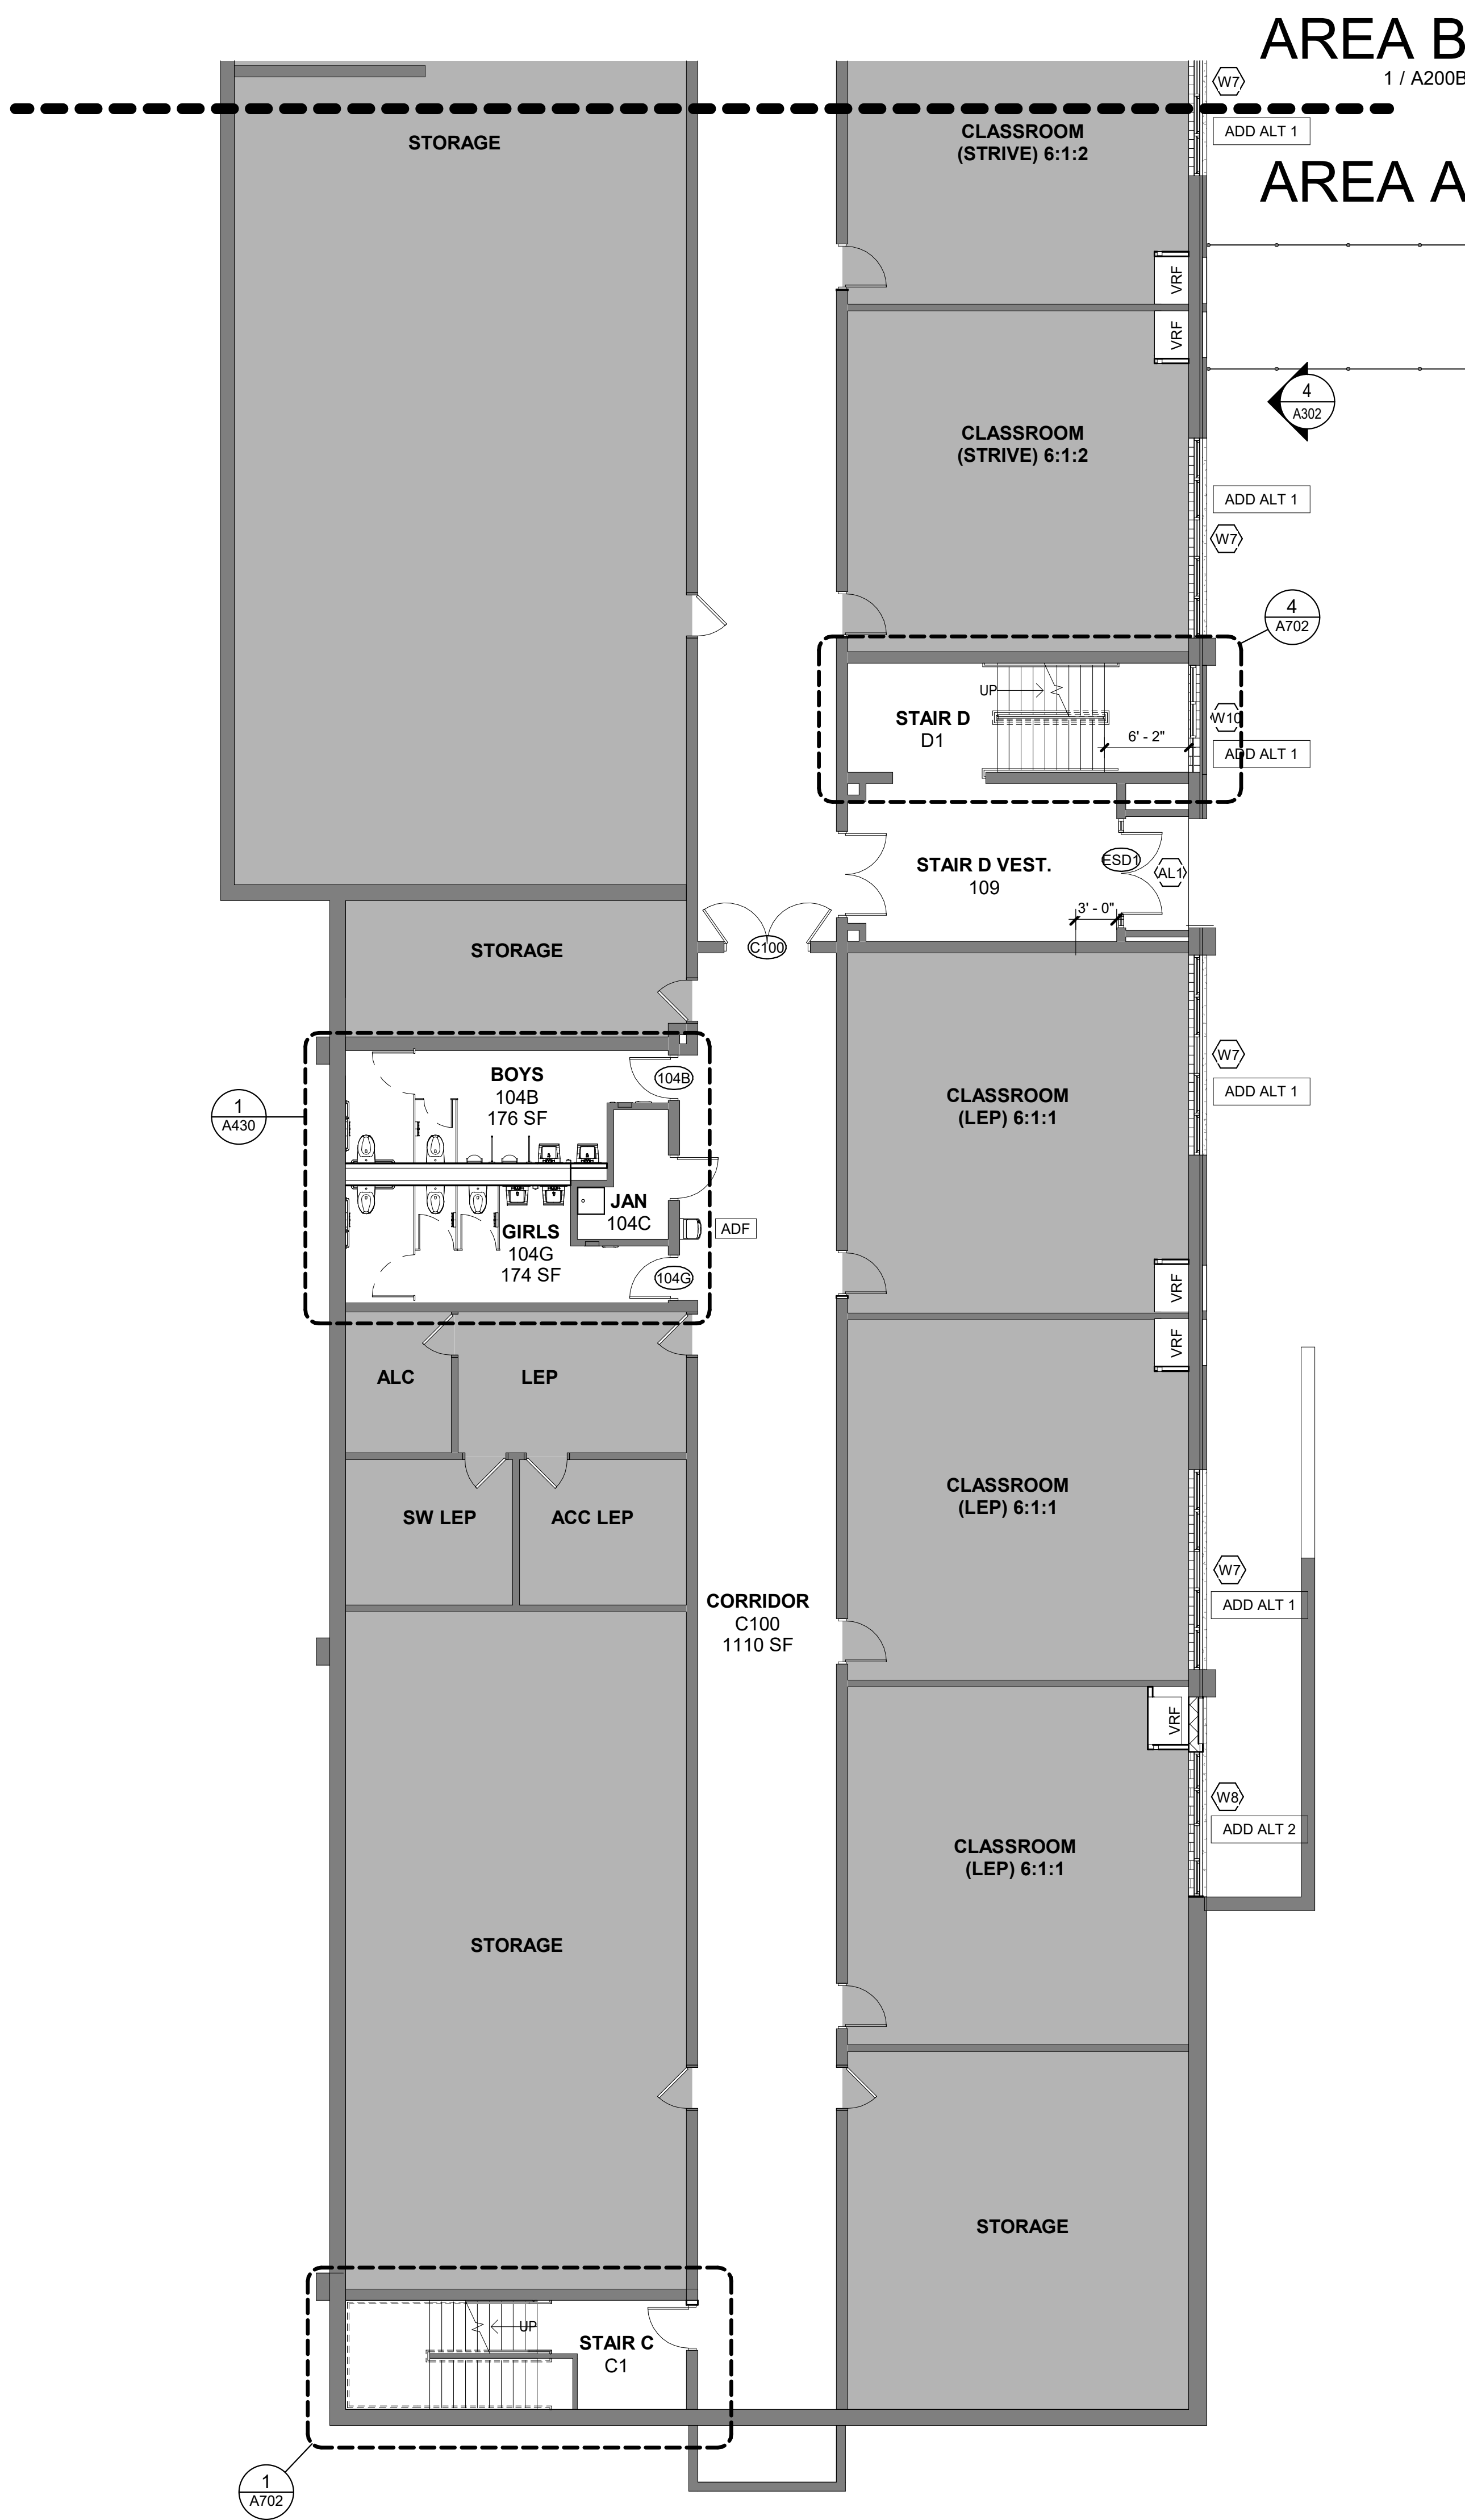 AREA B
1 / A200B
W7
ADD ALT 1
AREA A
STORAGE
CLASSROOM
(STRIVE) 6:1:2
VRF
VRF
4
A302
CLASSROOM
(STRIVE) 6:1:2
ADD ALT 1
W7
4
A702
UP
STAIR D
D1
6' - 2"
W10
ADD ALT 1
STAIR D VEST.
109
ESD1
AL1
3' - 0"
C100
STORAGE
BOYS
104B
176 SF
104B
1
A430
JAN
104C
GIRLS
104G
174 SF
ADF
104G
W7
ADD ALT 1
CLASSROOM
(LEP) 6:1:1
VRF
VRF
ALC
LEP
SW LEP
ACC LEP
CLASSROOM
(LEP) 6:1:1
W7
ADD ALT 1
CORRIDOR
C100
1110 SF
VRF
W8
ADD ALT 2
CLASSROOM
(LEP) 6:1:1
STORAGE
STORAGE
UP
STAIR C
C1
1
A702